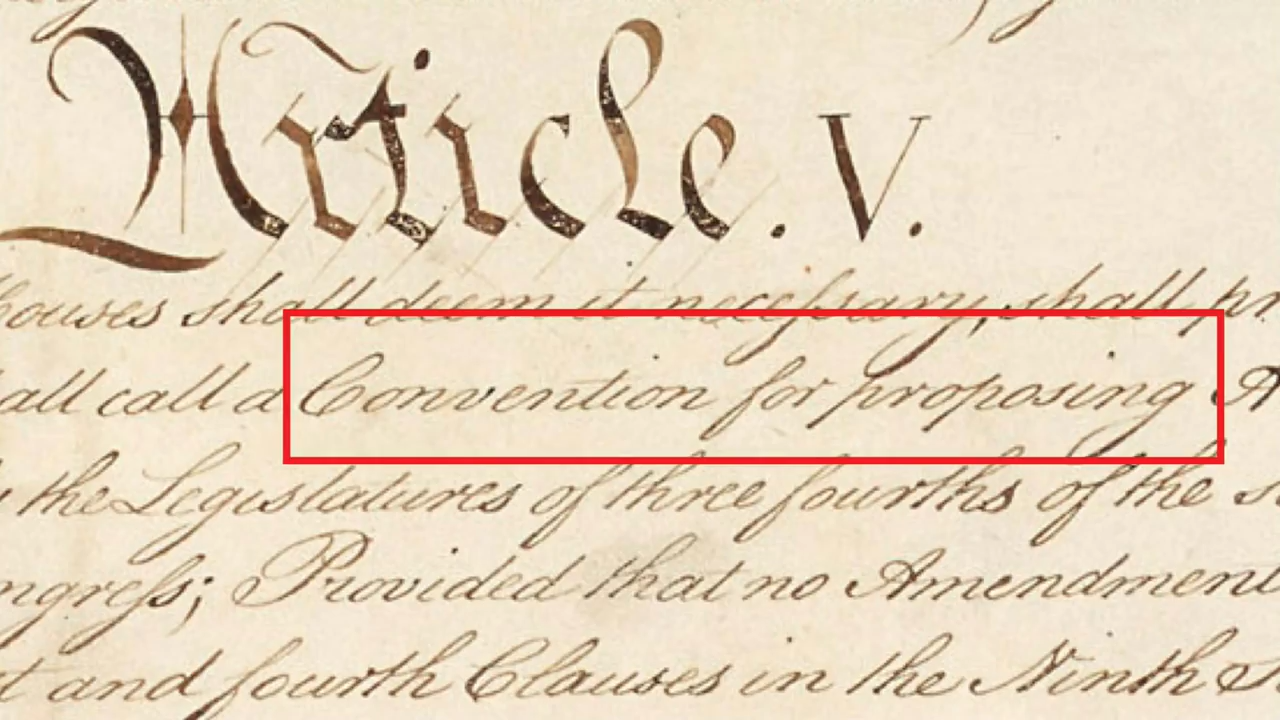 Article. V.
houses shall deem it necessary, shall
all call a Convention for proposing
the Legislatures of three fourths of the
ngress; Provided that no Amendment
t and fourth Clauses in the Ninth